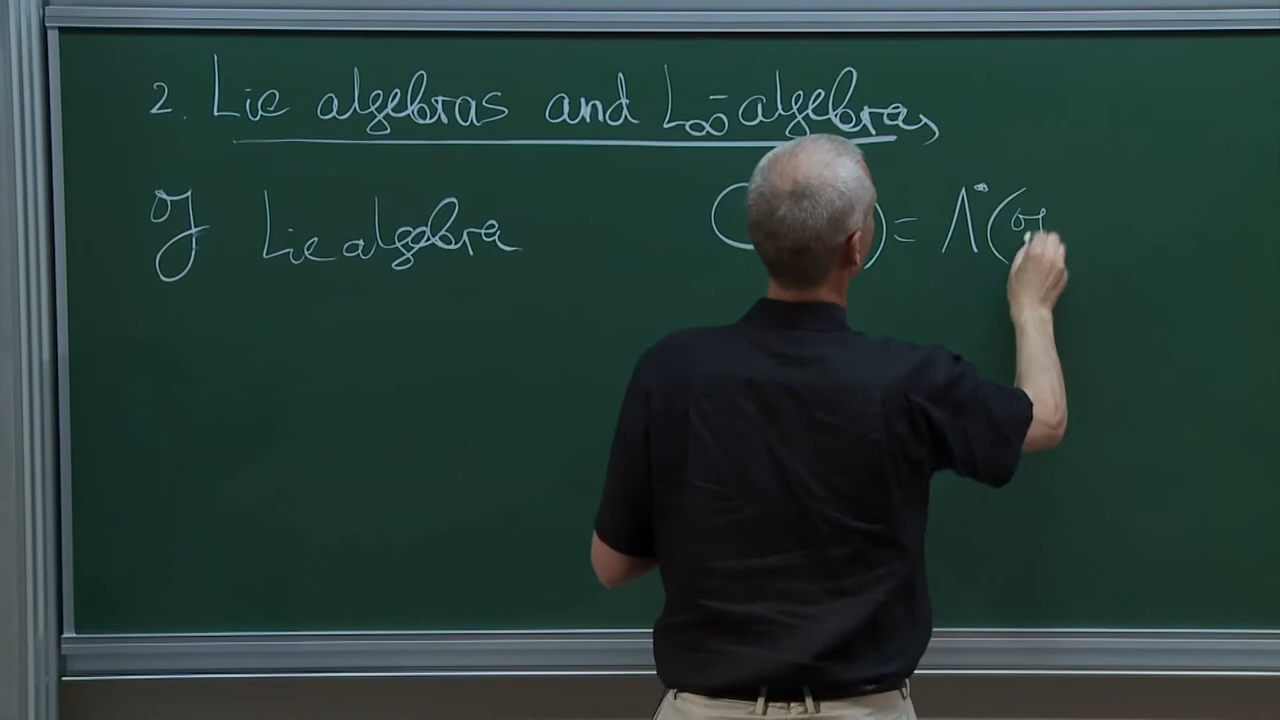 2. Lie algebras and L∞-algebras
𝔤 Lie algebra C ) = Λ•(𝔤